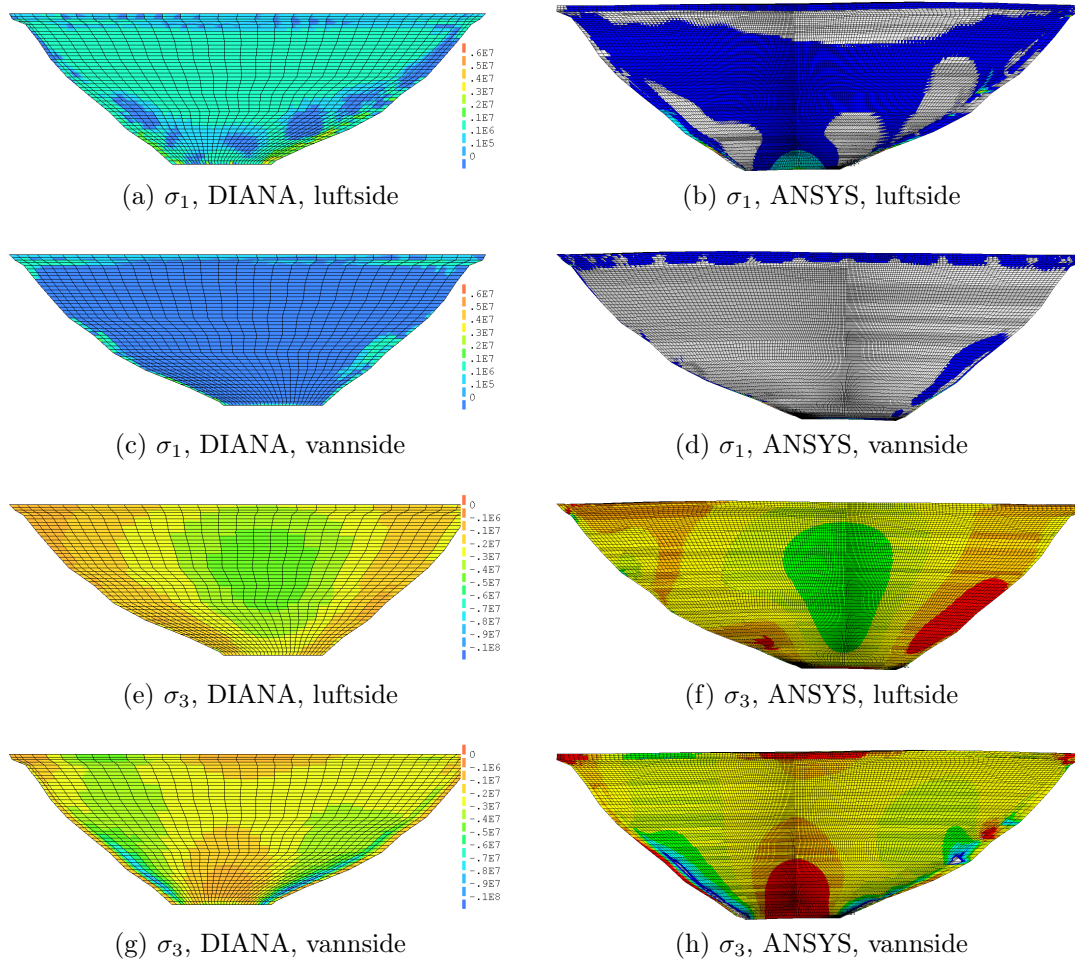 .6E7
.5E7
.4E7
.3E7
.2E7
.1E7
.1E6
.1E5
0
(a) σ₁, DIANA, luftside
(b) σ₁, ANSYS, luftside
.6E7
.5E7
.4E7
.3E7
.2E7
.1E7
.1E6
.1E5
0
(c) σ₁, DIANA, vannside
(d) σ₁, ANSYS, vannside
0
-.1E6
-.1E7
-.2E7
-.3E7
-.4E7
-.5E7
-.6E7
-.7E7
-.8E7
-.9E7
-.1E8
(e) σ₃, DIANA, luftside
(f) σ₃, ANSYS, luftside
0
-.1E6
-.1E7
-.2E7
-.3E7
-.4E7
-.5E7
-.6E7
-.7E7
-.8E7
-.9E7
-.1E8
(g) σ₃, DIANA, vannside
(h) σ₃, ANSYS, vannside